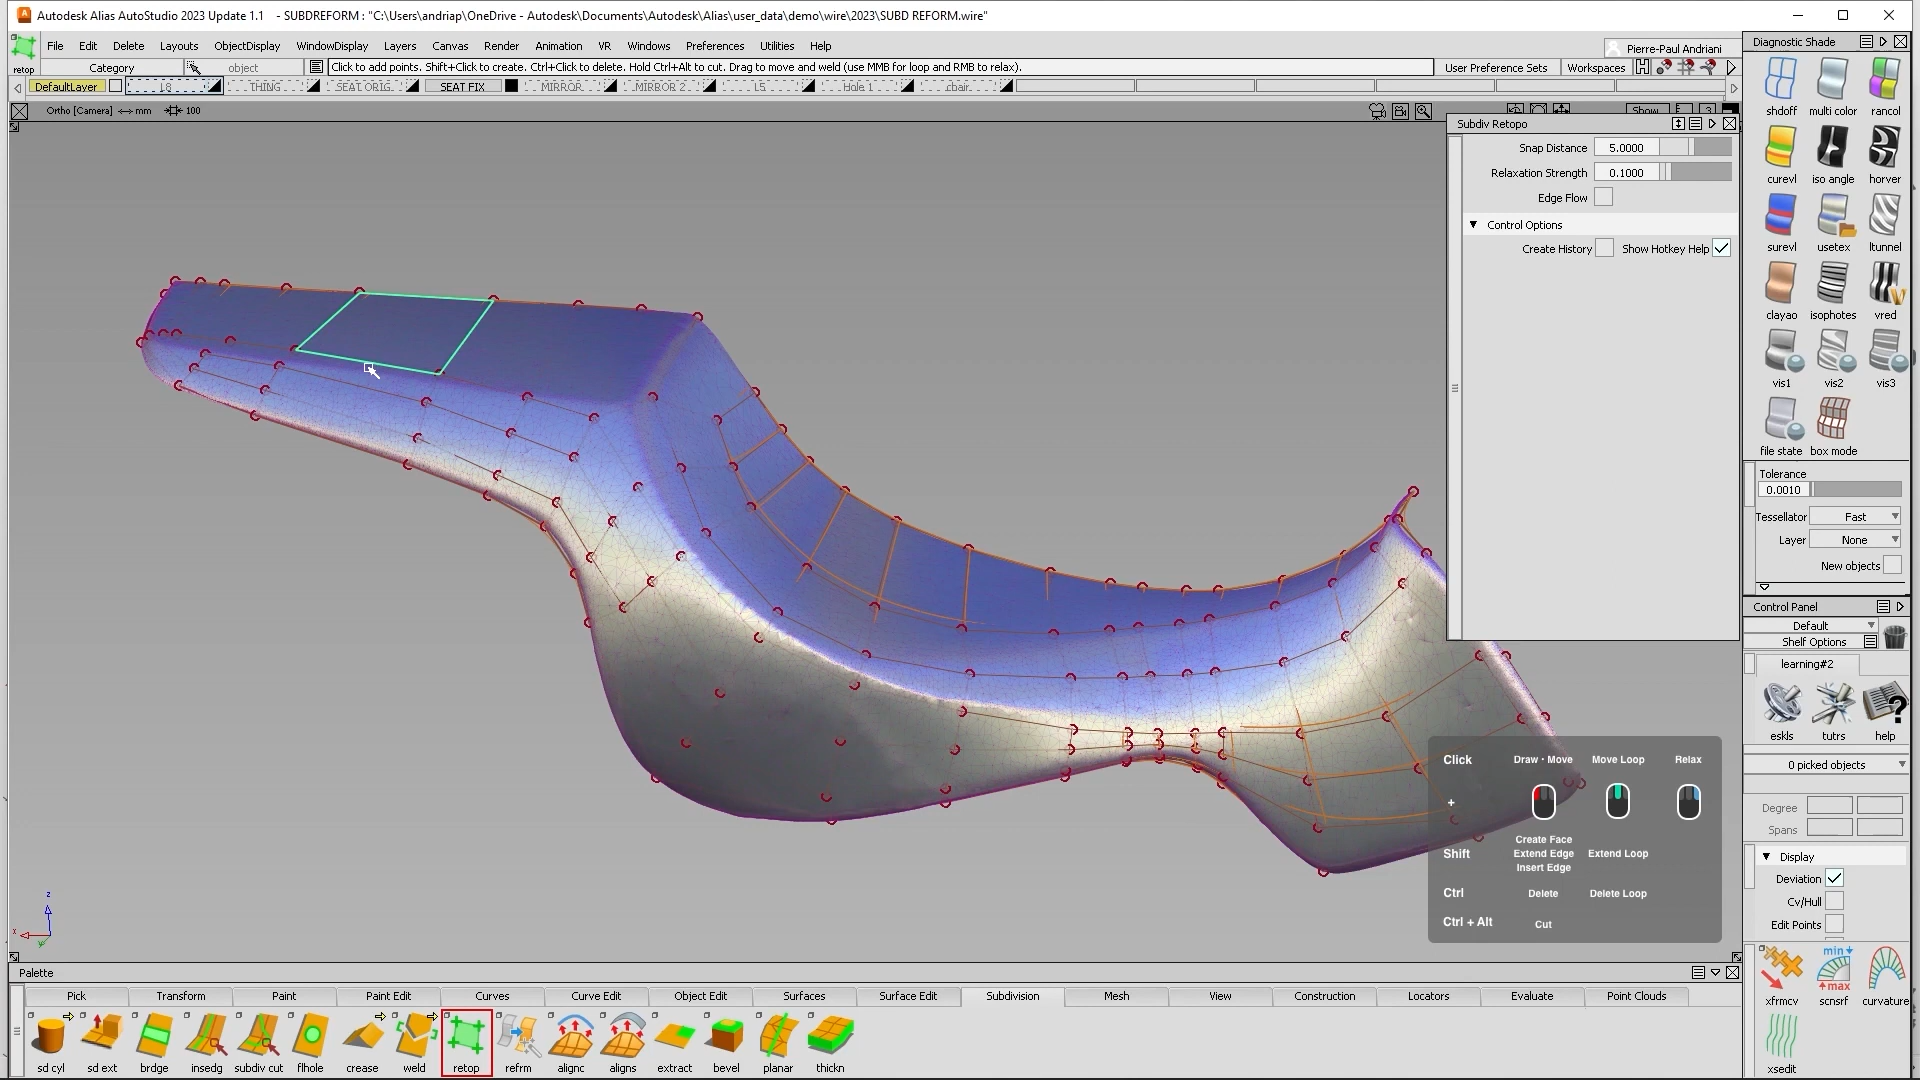 Autodesk Alias AutoStudio 2023 Update 1.1 - SUBDREFORM : "C:\Users\andriap\OneDrive - Autodesk\Documents\Autodesk\Alias\user_data\demo\wire\2023\SUBD REFORM.wire"
File Edit Delete Layouts ObjectDisplay WindowDisplay Layers Canvas Render Animation VR Windows Preferences Utilities Help
Pierre-Paul Andriani
retop
Category object Click to add points. Shift+Click to create. Ctrl+Click to delete. Hold Ctrl+Alt to cut. Drag to move and weld (use MMB for loop and RMB to relax). User Preference Sets Workspaces
DefaultLayer L8 THING SEAT ORIG. SEAT FIX MIRROR MIRROR 2 L5 Hole 1 chair
Ortho [Camera] mm 100 Show 3
Subdiv Retopo
Snap Distance 5.0000
Relaxation Strength 0.1000
Edge Flow
Control Options
Create History Show Hotkey Help
Diagnostic Shade
shdoff multi color rancol
curevl iso angle horver
surevl usetex ltunnel
clayao isophotes vred
vis1 vis2 vis3
file state box mode
Tolerance
0.0010
Tessellator Fast
Layer None
New objects
Control Panel
Default
Shelf Options
learning#2
eskls tutrs help
0 picked objects
Degree
Spans
Display
Deviation
Cv/Hull
Edit Points
min
max
xfrmcv scnsrf curvature
xsedit
Click Draw · Move Move Loop Relax
+
Shift Create Face
Extend Edge Extend Loop
Insert Edge
Ctrl Delete Delete Loop
Ctrl + Alt Cut
z
x
y
Palette
Pick Transform Paint Paint Edit Curves Curve Edit Object Edit Surfaces Surface Edit Subdivision Mesh View Construction Locators Evaluate Point Clouds
sd cyl sd ext brdge insedg subdiv cut flhole crease weld retop refrm alignc aligns extract bevel planar thickn